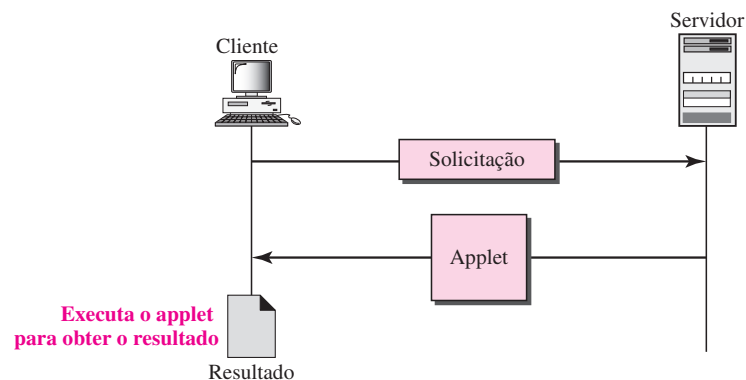 Servidor
Cliente
Solicitação
Applet
Executa o applet
para obter o resultado
Resultado